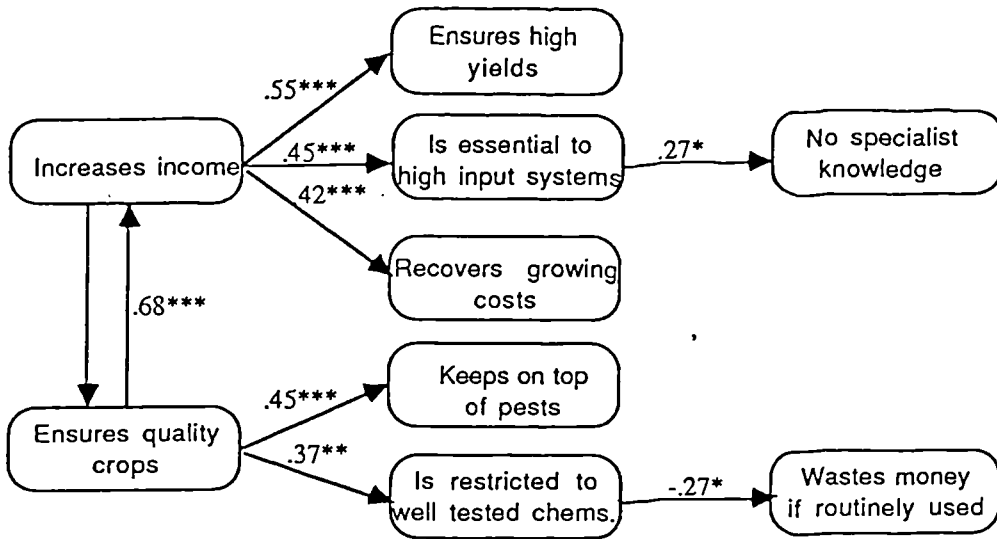 Ensures high
yields
.55***
Increases income
.45***
Is essential to
high input systems
.27*
No specialist
knowledge
.42***
Recovers growing
costs
.68***
Ensures quality
crops
.45***
Keeps on top
of pests
.37**
Is restricted to
well tested chems.
-.27*
Wastes money
if routinely used